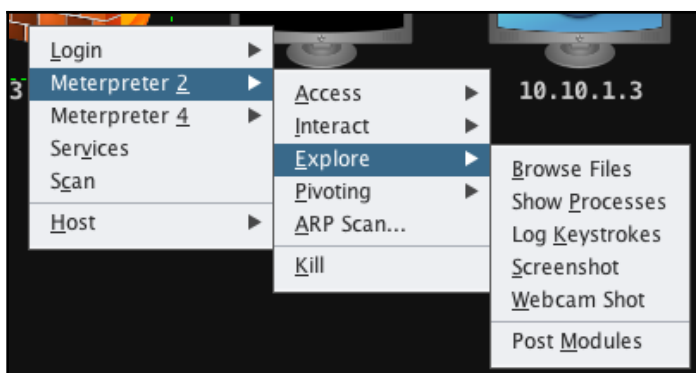 Login
Meterpreter 2
Meterpreter 4
Services
Scan
Host
3
Access
Interact
Explore
Pivoting
ARP Scan...
Kill
10.10.1.3
Browse Files
Show Processes
Log Keystrokes
Screenshot
Webcam Shot
Post Modules